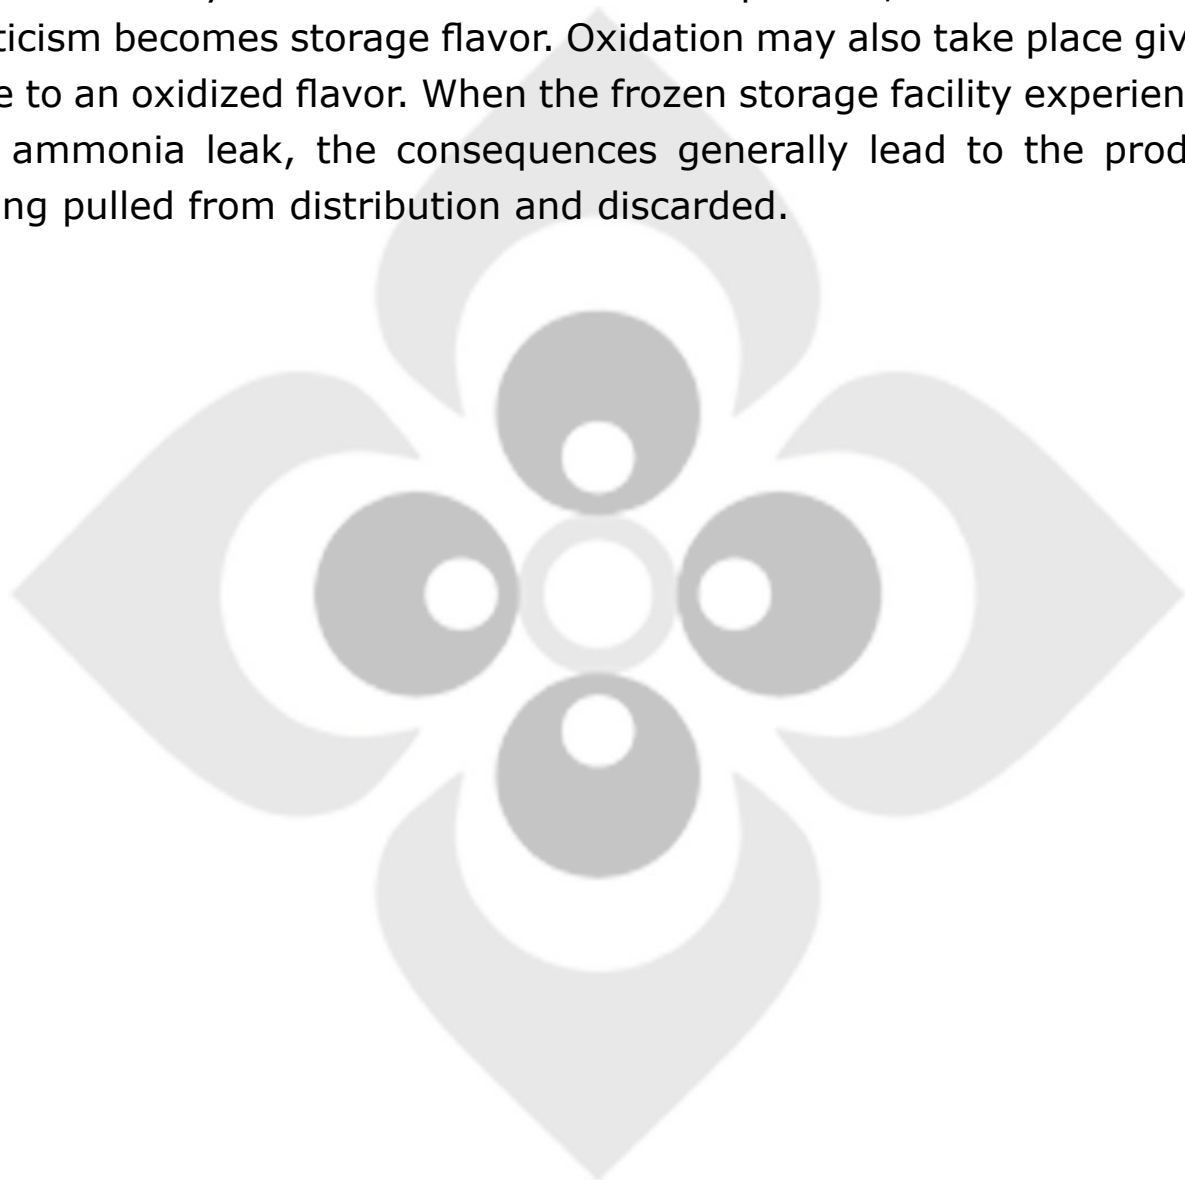 ticism becomes storage flavor. Oxidation may also take place giv
e to an oxidized flavor. When the frozen storage facility experien
ammonia leak, the consequences generally lead to the prod
ng pulled from distribution and discarded.